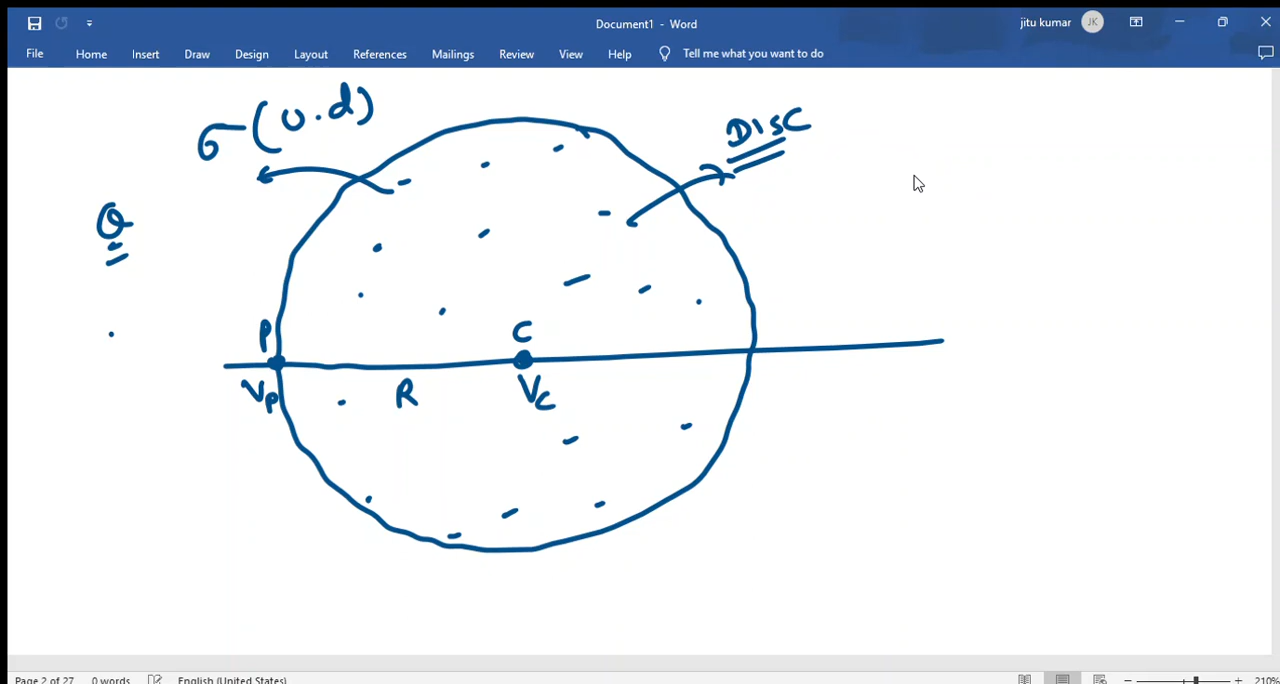 Document1 - Word
jitu kumar
JK
File Home Insert Draw Design Layout References Mailings Review View Help Tell me what you want to do
σ (u.d)
DISC
Q
P
C
Vp
R
Vc
Page 2 of 27 0 words English (United States)
210%